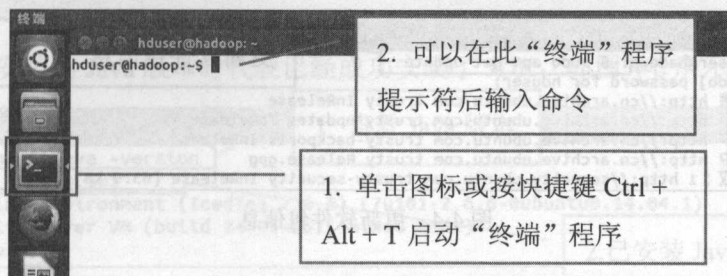 终端
hduser@hadoop: ~
hduser@hadoop:~$
2. 可以在此“终端”程序
提示符后输入命令
1. 单击图标或按快捷键 Ctrl +
Alt + T 启动“终端”程序